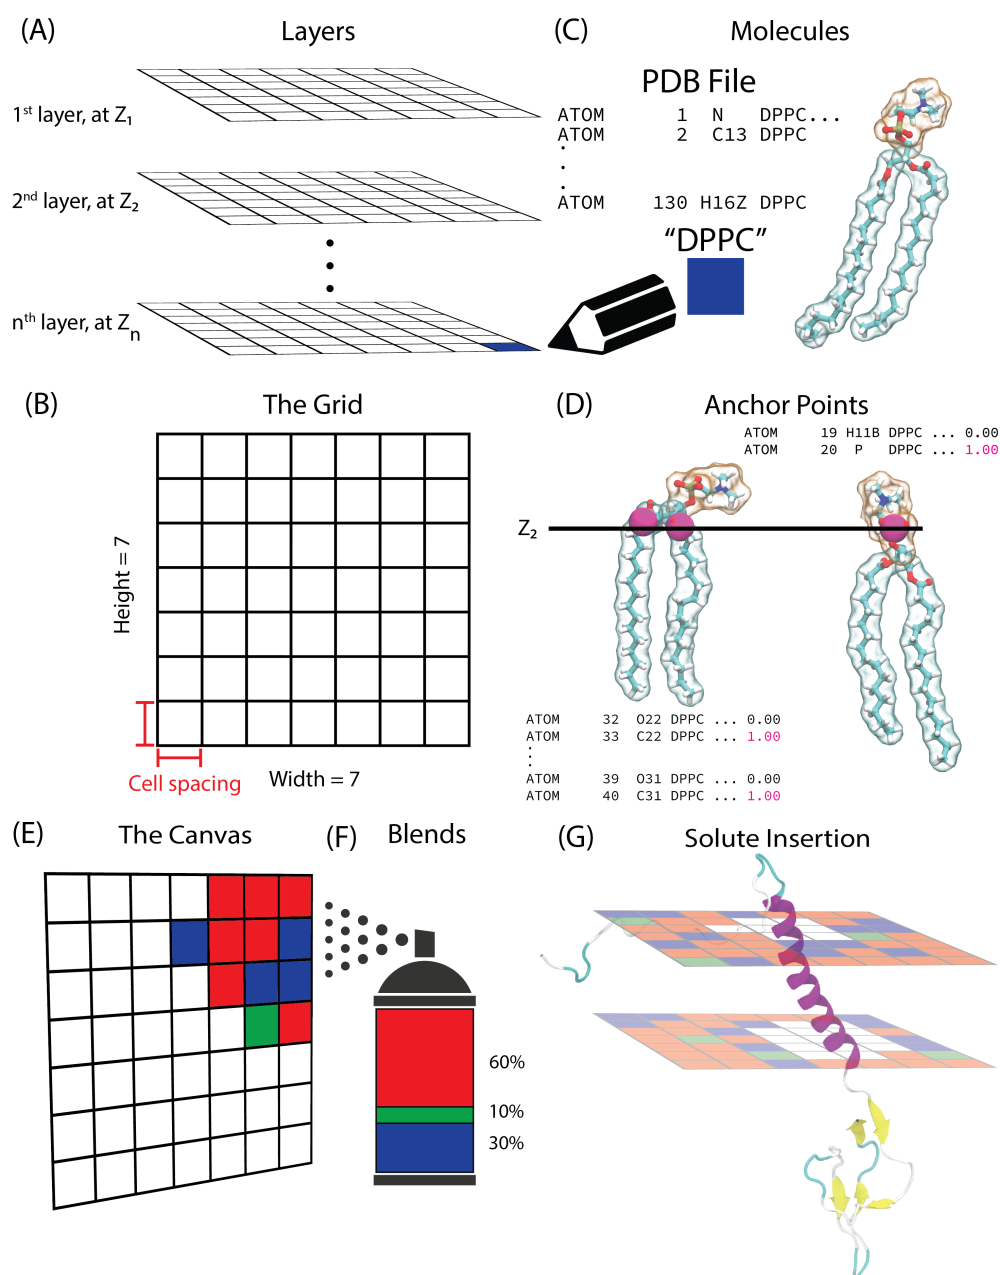 (A)
Layers
1st layer, at Z1
2nd layer, at Z2
nth layer, at Zn
(C)
Molecules
PDB File
ATOM 1 N DPPC...
ATOM 2 C13 DPPC
.
.
.
ATOM 130 H16Z DPPC
“DPPC”
(B)
The Grid
Height = 7
Cell spacing
Width = 7
(D)
Anchor Points
ATOM 19 H11B DPPC ... 0.00
ATOM 20 P DPPC ... 1.00
Z2
ATOM 32 O22 DPPC ... 0.00
ATOM 33 C22 DPPC ... 1.00
.
.
.
ATOM 39 O31 DPPC ... 0.00
ATOM 40 C31 DPPC ... 1.00
(E)
The Canvas
(F)
Blends
60%
10%
30%
(G)
Solute Insertion